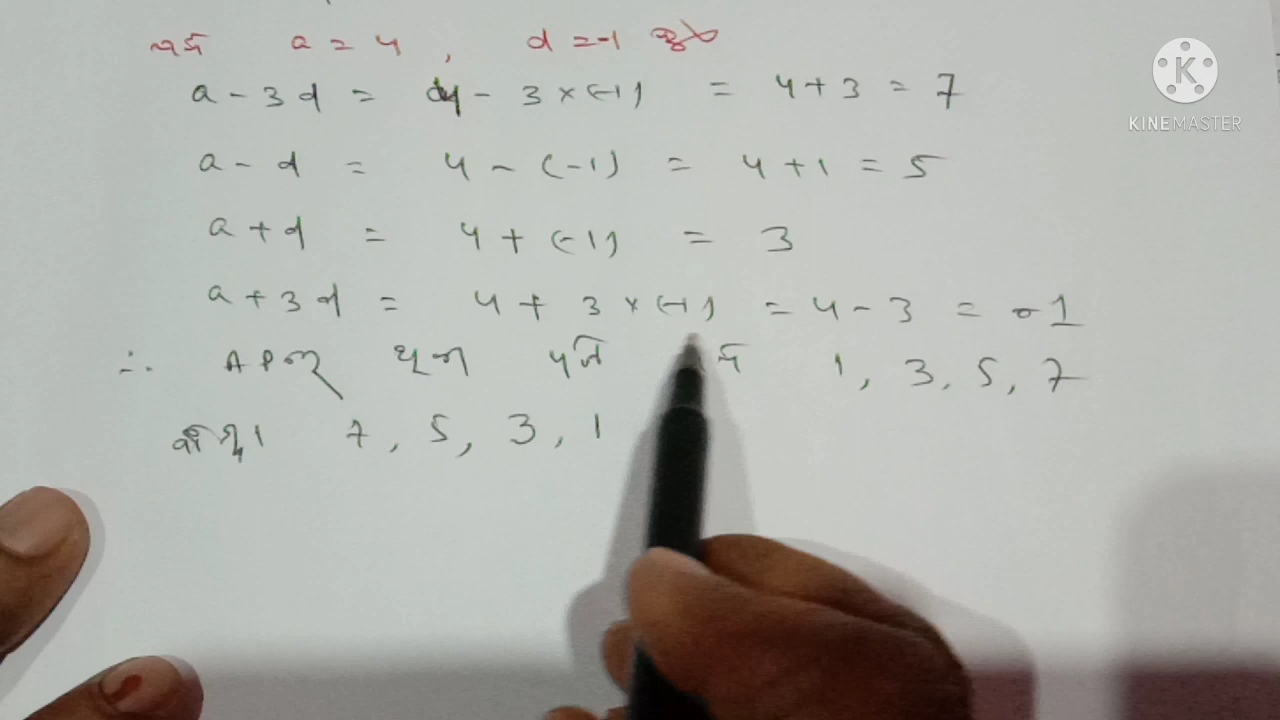 ଯଦି a = 4 , d = -1 ହୁଏ
a - 3d = 4 - 3 × (-1) = 4 + 3 = 7
a - d = 4 - (-1) = 4 + 1 = 5
a + d = 4 + (-1) = 3
a + 3d = 4 + 3 × (-1) = 4 - 3 = 1
∴ AP 1, 3, 5, 7
7, 5, 3, 1
KINEMASTER